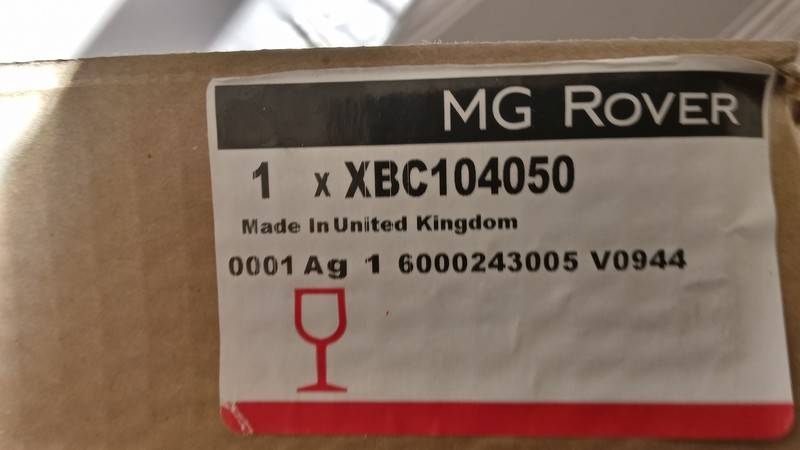 MG ROVER
1 x XBC104050
Made In United Kingdom
0001 Ag 1 6000243005 V0944